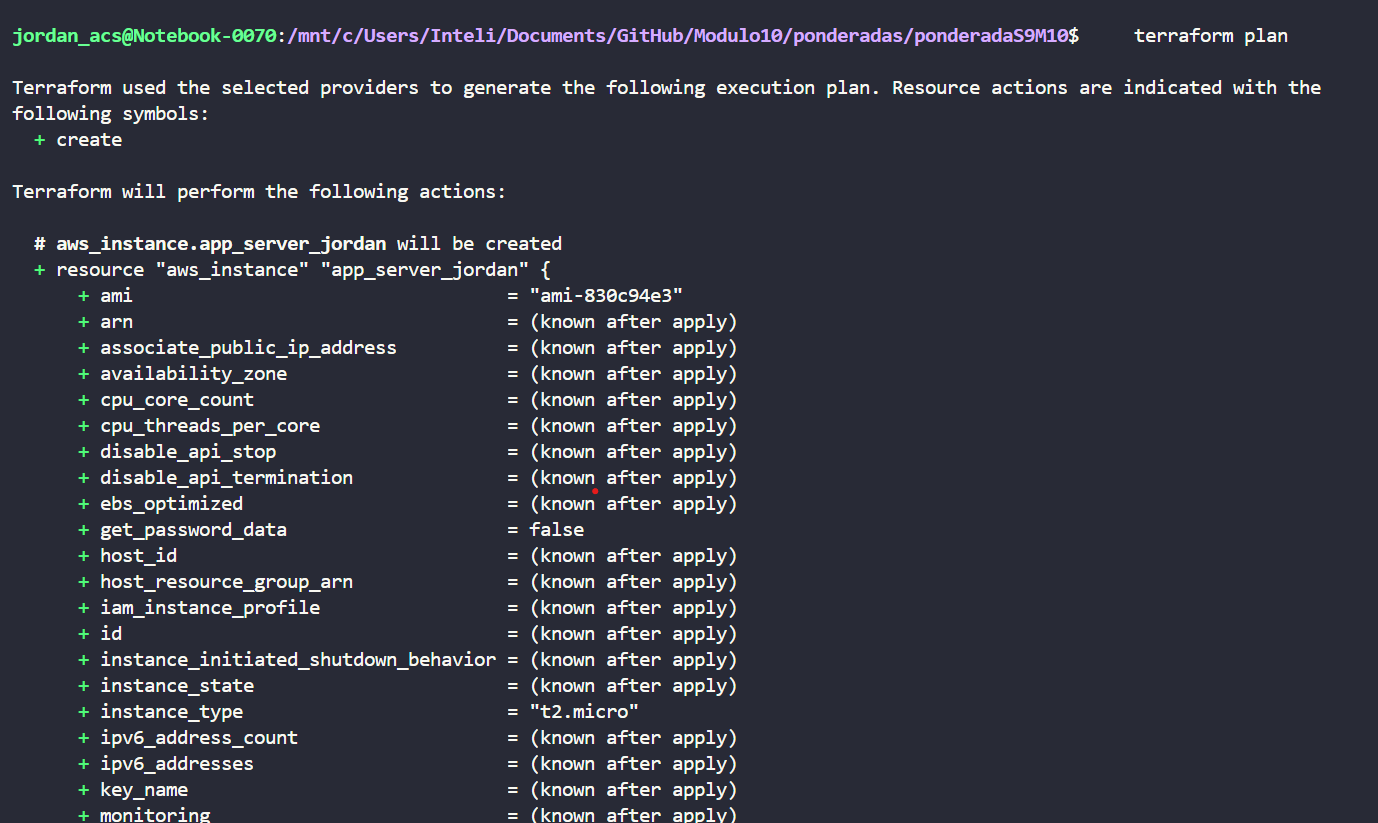 jordan_acs@Notebook-0070:/mnt/c/Users/Inteli/Documents/GitHub/Modulo10/ponderadas/ponderadaS9M10$     terraform plan
Terraform used the selected providers to generate the following execution plan. Resource actions are indicated with the
following symbols:
  + create
Terraform will perform the following actions:
  # aws_instance.app_server_jordan will be created
  + resource "aws_instance" "app_server_jordan" {
      + ami                                  = "ami-830c94e3"
      + arn                                  = (known after apply)
      + associate_public_ip_address          = (known after apply)
      + availability_zone                    = (known after apply)
      + cpu_core_count                       = (known after apply)
      + cpu_threads_per_core                 = (known after apply)
      + disable_api_stop                     = (known after apply)
      + disable_api_termination              = (known after apply)
      + ebs_optimized                        = (known after apply)
      + get_password_data                    = false
      + host_id                              = (known after apply)
      + host_resource_group_arn              = (known after apply)
      + iam_instance_profile                 = (known after apply)
      + id                                   = (known after apply)
      + instance_initiated_shutdown_behavior = (known after apply)
      + instance_state                       = (known after apply)
      + instance_type                        = "t2.micro"
      + ipv6_address_count                   = (known after apply)
      + ipv6_addresses                       = (known after apply)
      + key_name                             = (known after apply)
      + monitoring                           = (known after apply)